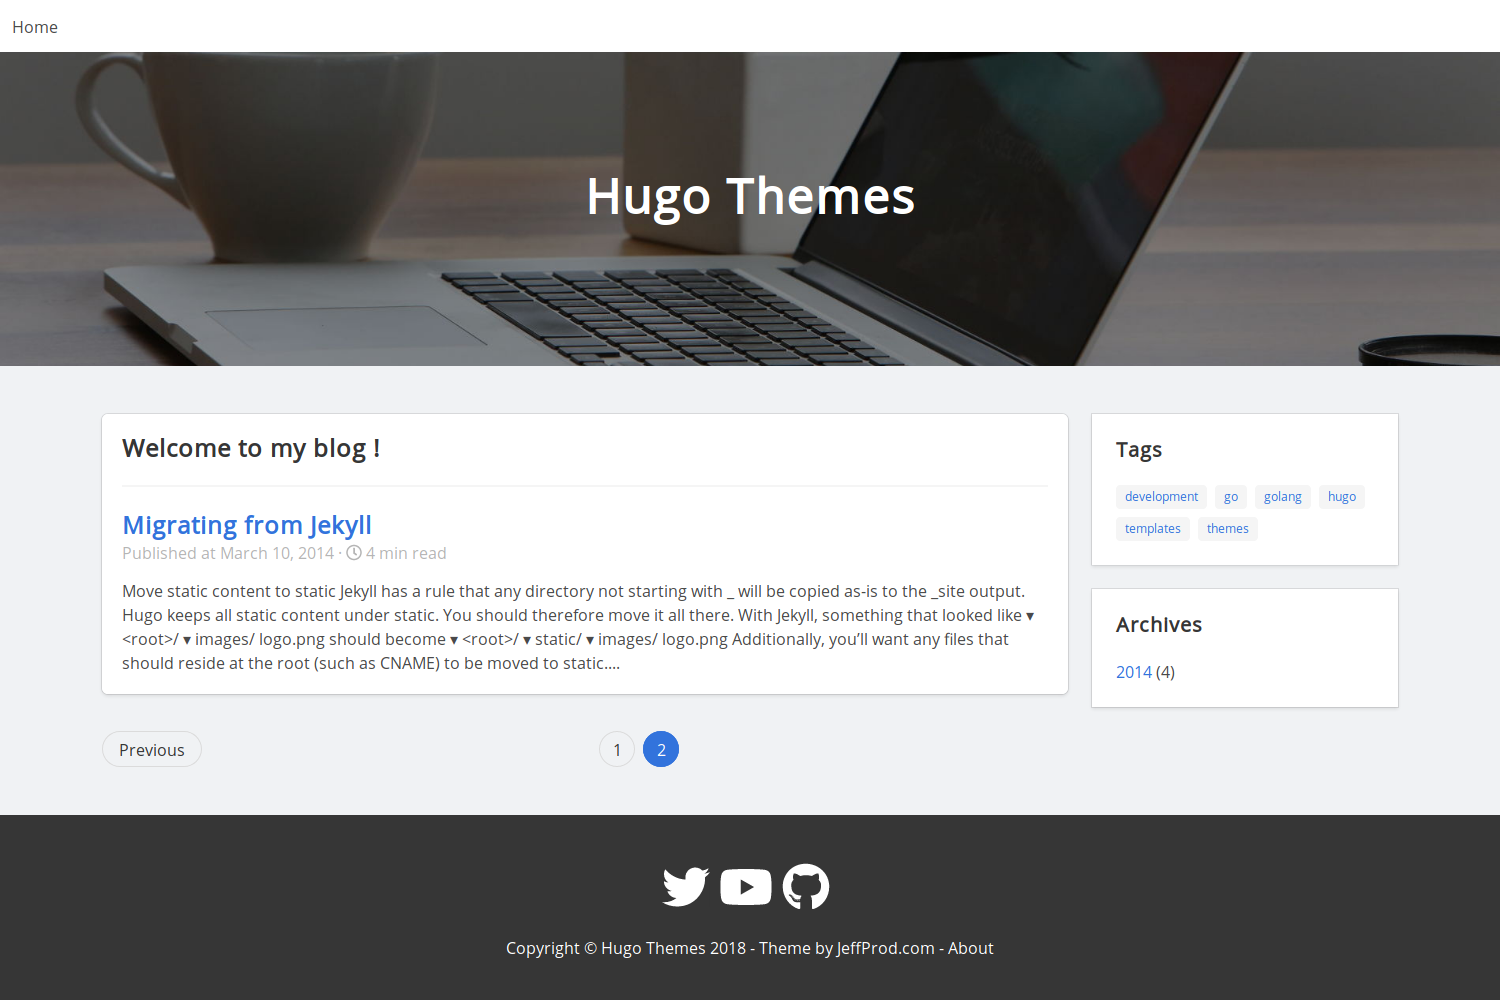 Home
Hugo Themes
Welcome to my blog !
Migrating from Jekyll
Published at March 10, 2014 · 4 min read
Move static content to static Jekyll has a rule that any directory not starting with _ will be copied as-is to the _site output.
Hugo keeps all static content under static. You should therefore move it all there. With Jekyll, something that looked like ▾
<root>/ ▾ images/ logo.png should become ▾ <root>/ ▾ static/ ▾ images/ logo.png Additionally, you’ll want any files that
should reside at the root (such as CNAME) to be moved to static....
Previous
1 2
Tags
development go golang hugo
templates themes
Archives
2014 (4)
Copyright © Hugo Themes 2018 - Theme by JeffProd.com - About